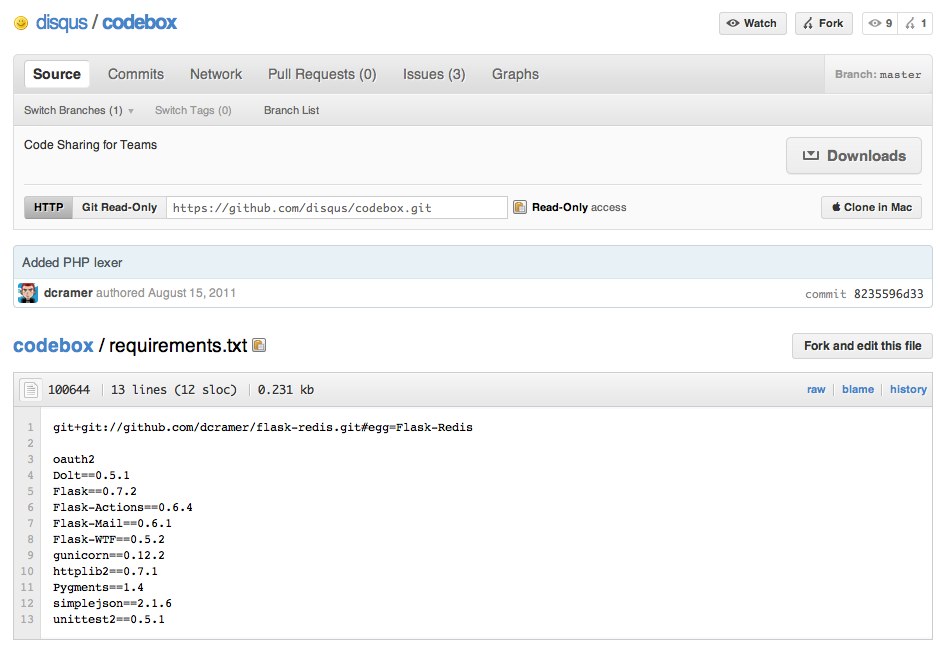 disqus / codebox
Watch Fork 9 1
Source Commits Network Pull Requests (0) Issues (3) Graphs Branch: master
Switch Branches (1) Switch Tags (0) Branch List
Code Sharing for Teams
Downloads
HTTP Git Read-Only https://github.com/disqus/codebox.git Read-Only access Clone in Mac
Added PHP lexer
dcramer authored August 15, 2011 commit 8235596d33
codebox / requirements.txt Fork and edit this file
100644 13 lines (12 sloc) 0.231 kb raw blame history
1 git+git://github.com/dcramer/flask-redis.git#egg=Flask-Redis
2
3 oauth2
4 Dolt==0.5.1
5 Flask==0.7.2
6 Flask-Actions==0.6.4
7 Flask-Mail==0.6.1
8 Flask-WTF==0.5.2
9 gunicorn==0.12.2
10 httplib2==0.7.1
11 Pygments==1.4
12 simplejson==2.1.6
13 unittest2==0.5.1